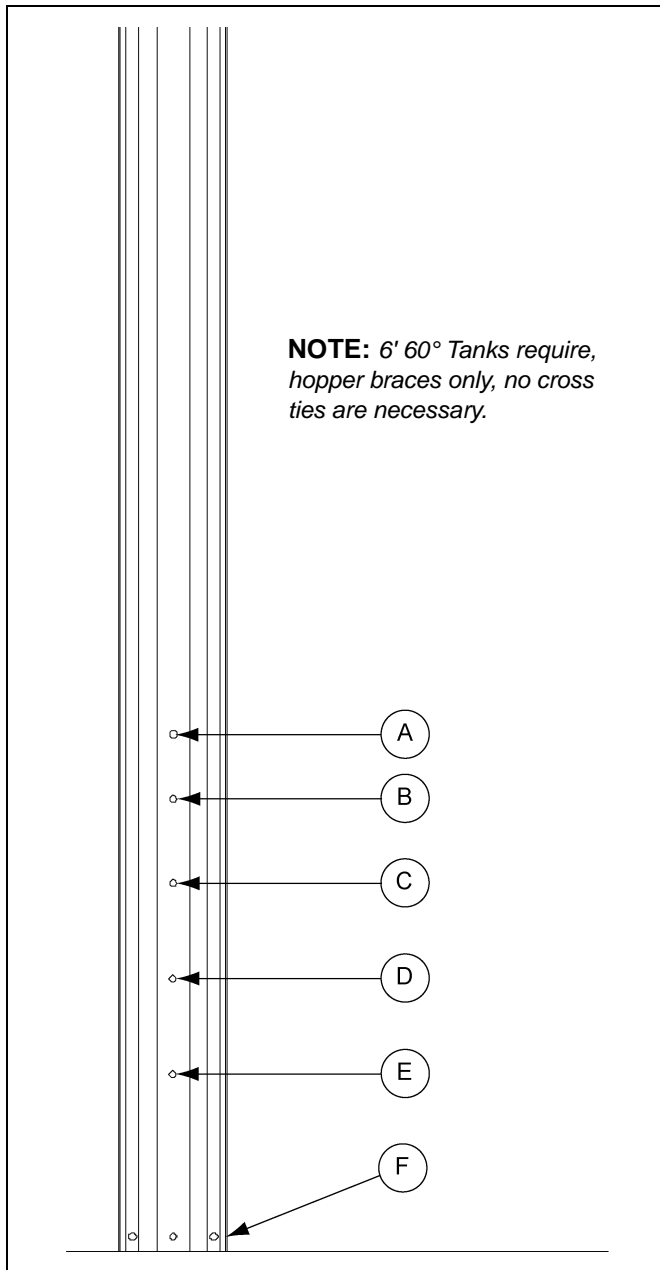 NOTE: 6' 60° Tanks require,
hopper braces only, no cross
ties are necessary.
A
B
C
D
E
F